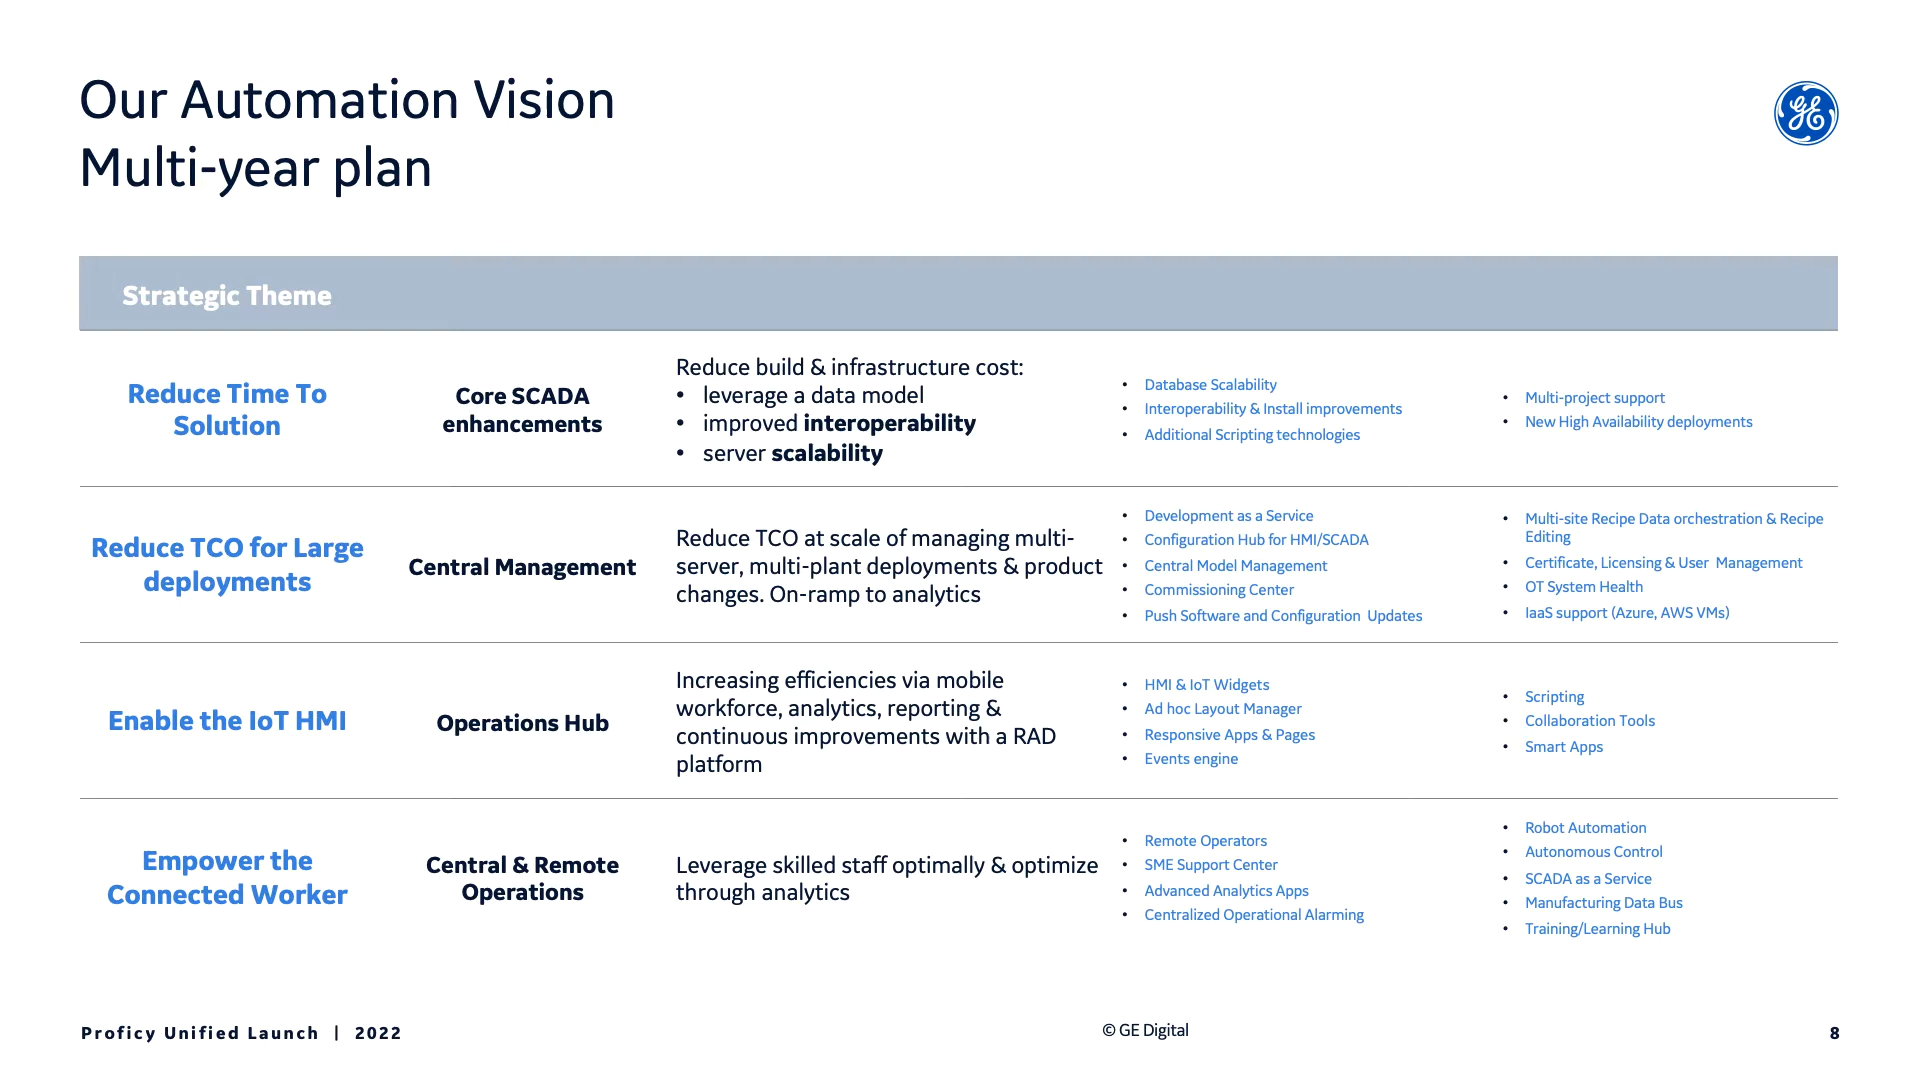 Our Automation Vision
Multi-year plan
GE
Strategic Theme
Reduce Time To
Solution
Core SCADA
enhancements
Reduce build & infrastructure cost:
• leverage a data model
• improved interoperability
• server scalability
• Database Scalability
• Interoperability & Install improvements
• Additional Scripting technologies
• Multi-project support
• New High Availability deployments
Reduce TCO for Large
deployments
Central Management
Reduce TCO at scale of managing multi-
server, multi-plant deployments & product
changes. On-ramp to analytics
• Development as a Service
• Configuration Hub for HMI/SCADA
• Central Model Management
• Commissioning Center
• Push Software and Configuration  Updates
• Multi-site Recipe Data orchestration & Recipe
Editing
• Certificate, Licensing & User  Management
• OT System Health
• IaaS support (Azure, AWS VMs)
Enable the IoT HMI
Operations Hub
Increasing efficiencies via mobile
workforce, analytics, reporting &
continuous improvements with a RAD
platform
• HMI & IoT Widgets
• Ad hoc Layout Manager
• Responsive Apps & Pages
• Events engine
• Scripting
• Collaboration Tools
• Smart Apps
Empower the
Connected Worker
Central & Remote
Operations
Leverage skilled staff optimally & optimize
through analytics
• Remote Operators
• SME Support Center
• Advanced Analytics Apps
• Centralized Operational Alarming
• Robot Automation
• Autonomous Control
• SCADA as a Service
• Manufacturing Data Bus
• Training/Learning Hub
Proficy Unified Launch | 2022
© GE Digital
8